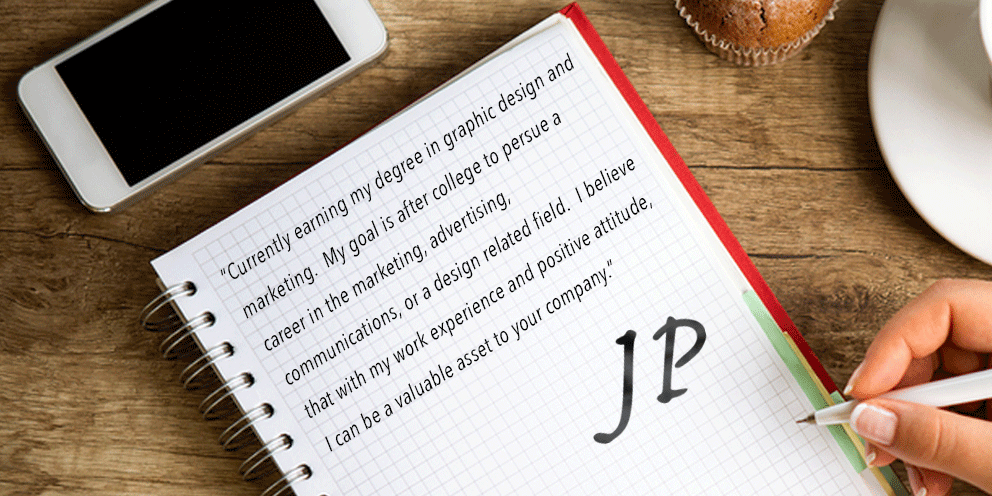 “Currently earning my degree in graphic design and
marketing.  My goal is after college to persue a
career in the marketing, advertising,
communications, or a design related field.  I believe
that with my work experience and positive attitude,
I can be a valuable asset to your company.”
JP